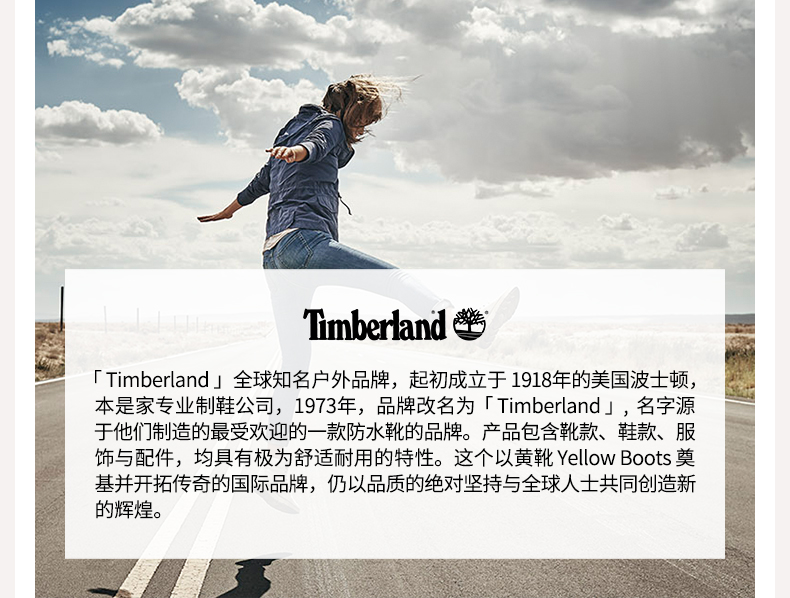 Timberland®
「 Timberland 」全球知名户外品牌，起初成立于 1918年的美国波士顿，
本是家专业制鞋公司，1973年，品牌改名为「 Timberland 」, 名字源
于他们制造的最受欢迎的一款防水靴的品牌。产品包含靴款、鞋款、服
饰与配件，均具有极为舒适耐用的特性。这个以黄靴 Yellow Boots 奠
基并开拓传奇的国际品牌，仍以品质的绝对坚持与全球人士共同创造新
的辉煌。